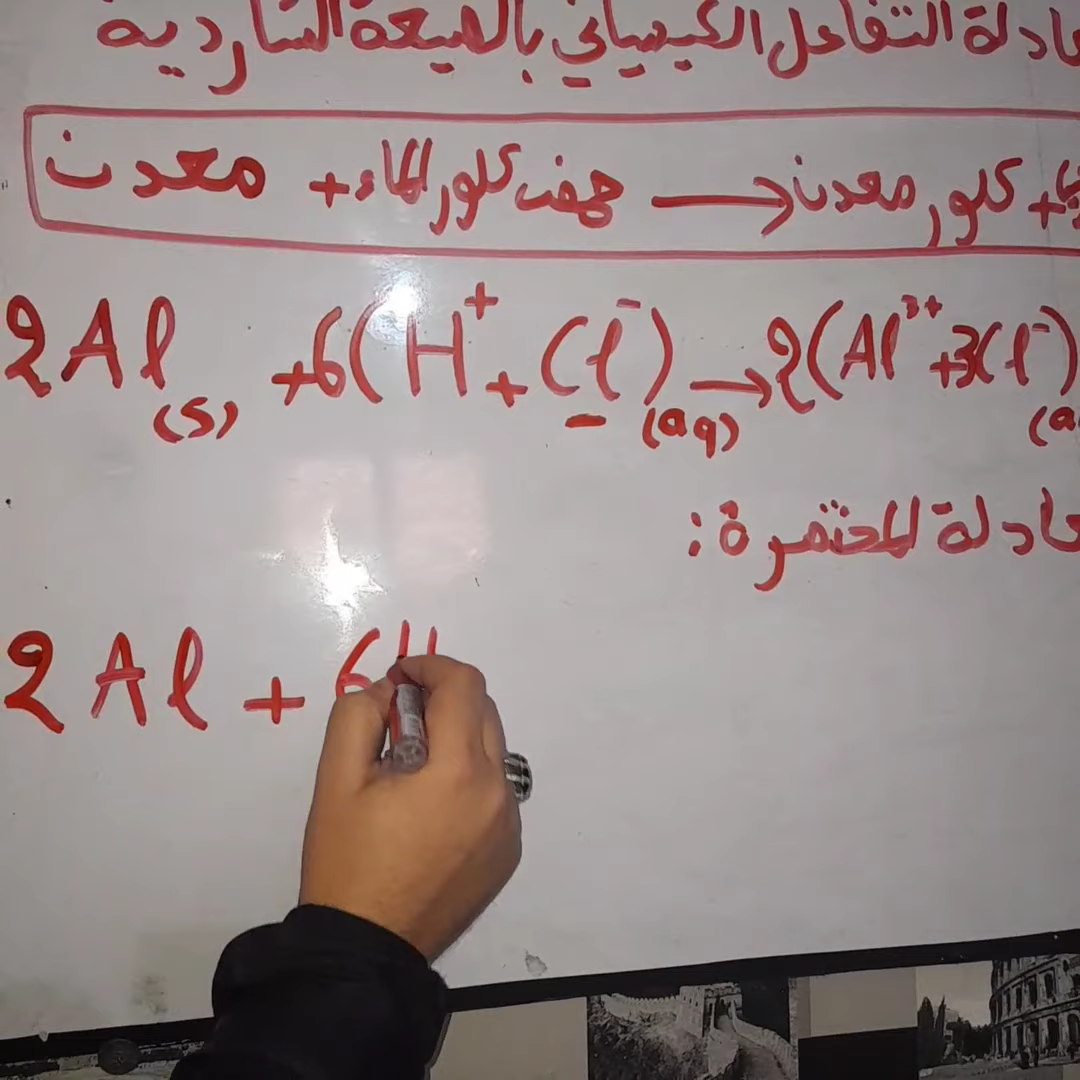 معادلة التفاعل الكيميائي بالصيغة الشاردية
معدن + حمض كلور الماء → كلور معدن +
2Al(s) + 6(H⁺ + Cl⁻)(aq) → 2(Al³⁺ + 3Cl⁻)
المعادلة المختصرة:
2Al + 6H